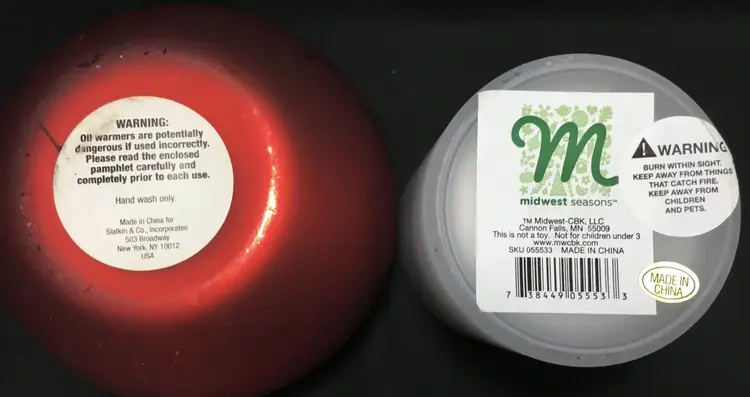 WARNING:
Oil warmers are potentially
dangerous if used incorrectly.
Please read the enclosed
pamphlet carefully and
completely prior to each use.
Hand wash only.
Made in China for
Slatkin & Co., Incorporated
503 Broadway
New York, NY 10012
USA
m
midwest seasons™
TM Midwest-CBK, LLC
Cannon Falls, MN 55009
This is not a toy. Not for children under 3
www.mwcbk.com
SKU 055533 MADE IN CHINA
7 38449 05553 3
WARNING
BURN WITHIN SIGHT.
KEEP AWAY FROM THINGS
THAT CATCH FIRE.
KEEP AWAY FROM
CHILDREN
AND PETS.
MADE IN
CHINA